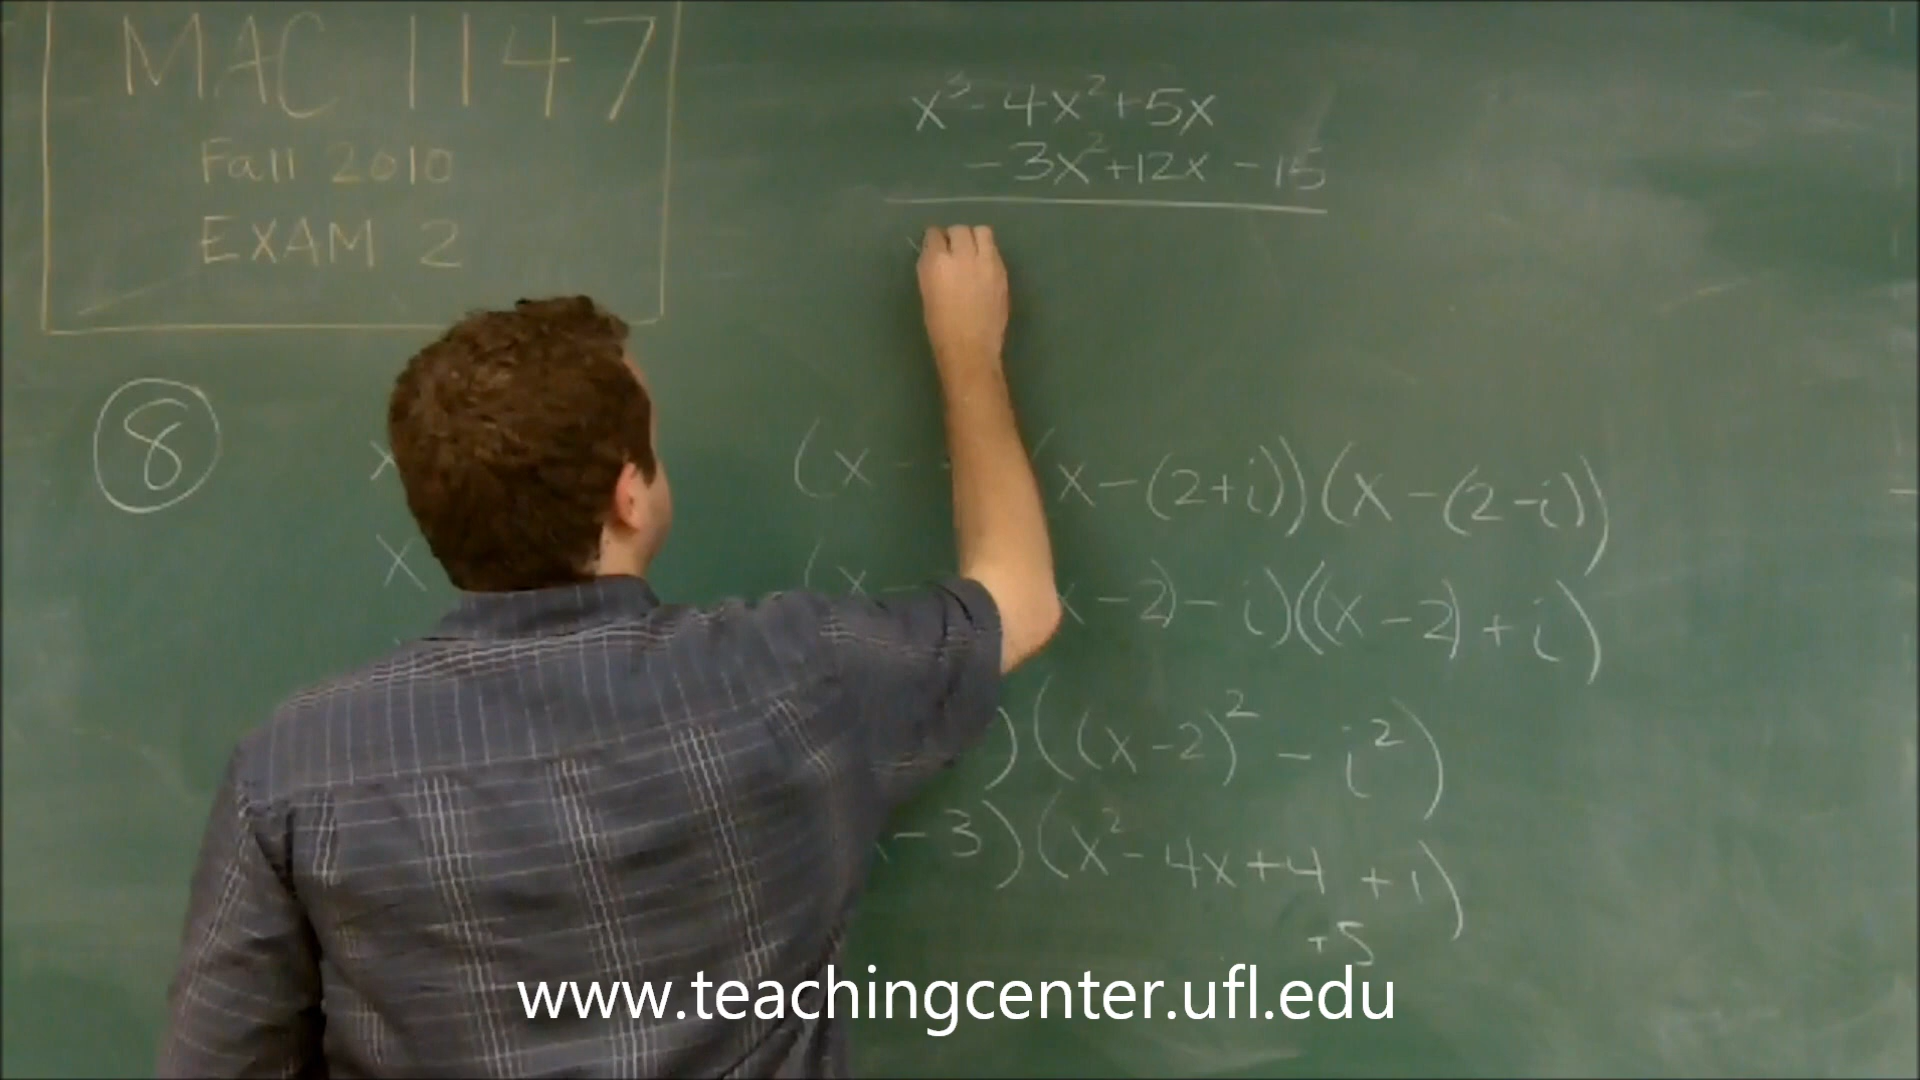 MAC 1147
Fall 2010
EXAM 2
x³-4x²+5x
-3x²+12x-15
8
x
(x - x-(2+i))(x-(2-i))
x
(x- x-2)-i)((x-2)+i)
)((x-2)²-i²)
-3)(x²-4x+4+1)
+5
www.teachingcenter.ufl.edu